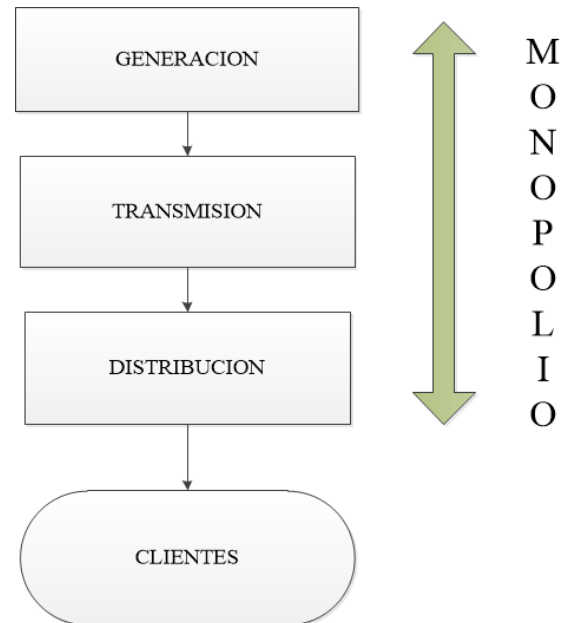 GENERACION
TRANSMISION
DISTRIBUCION
CLIENTES
M
O
N
O
P
O
L
I
O